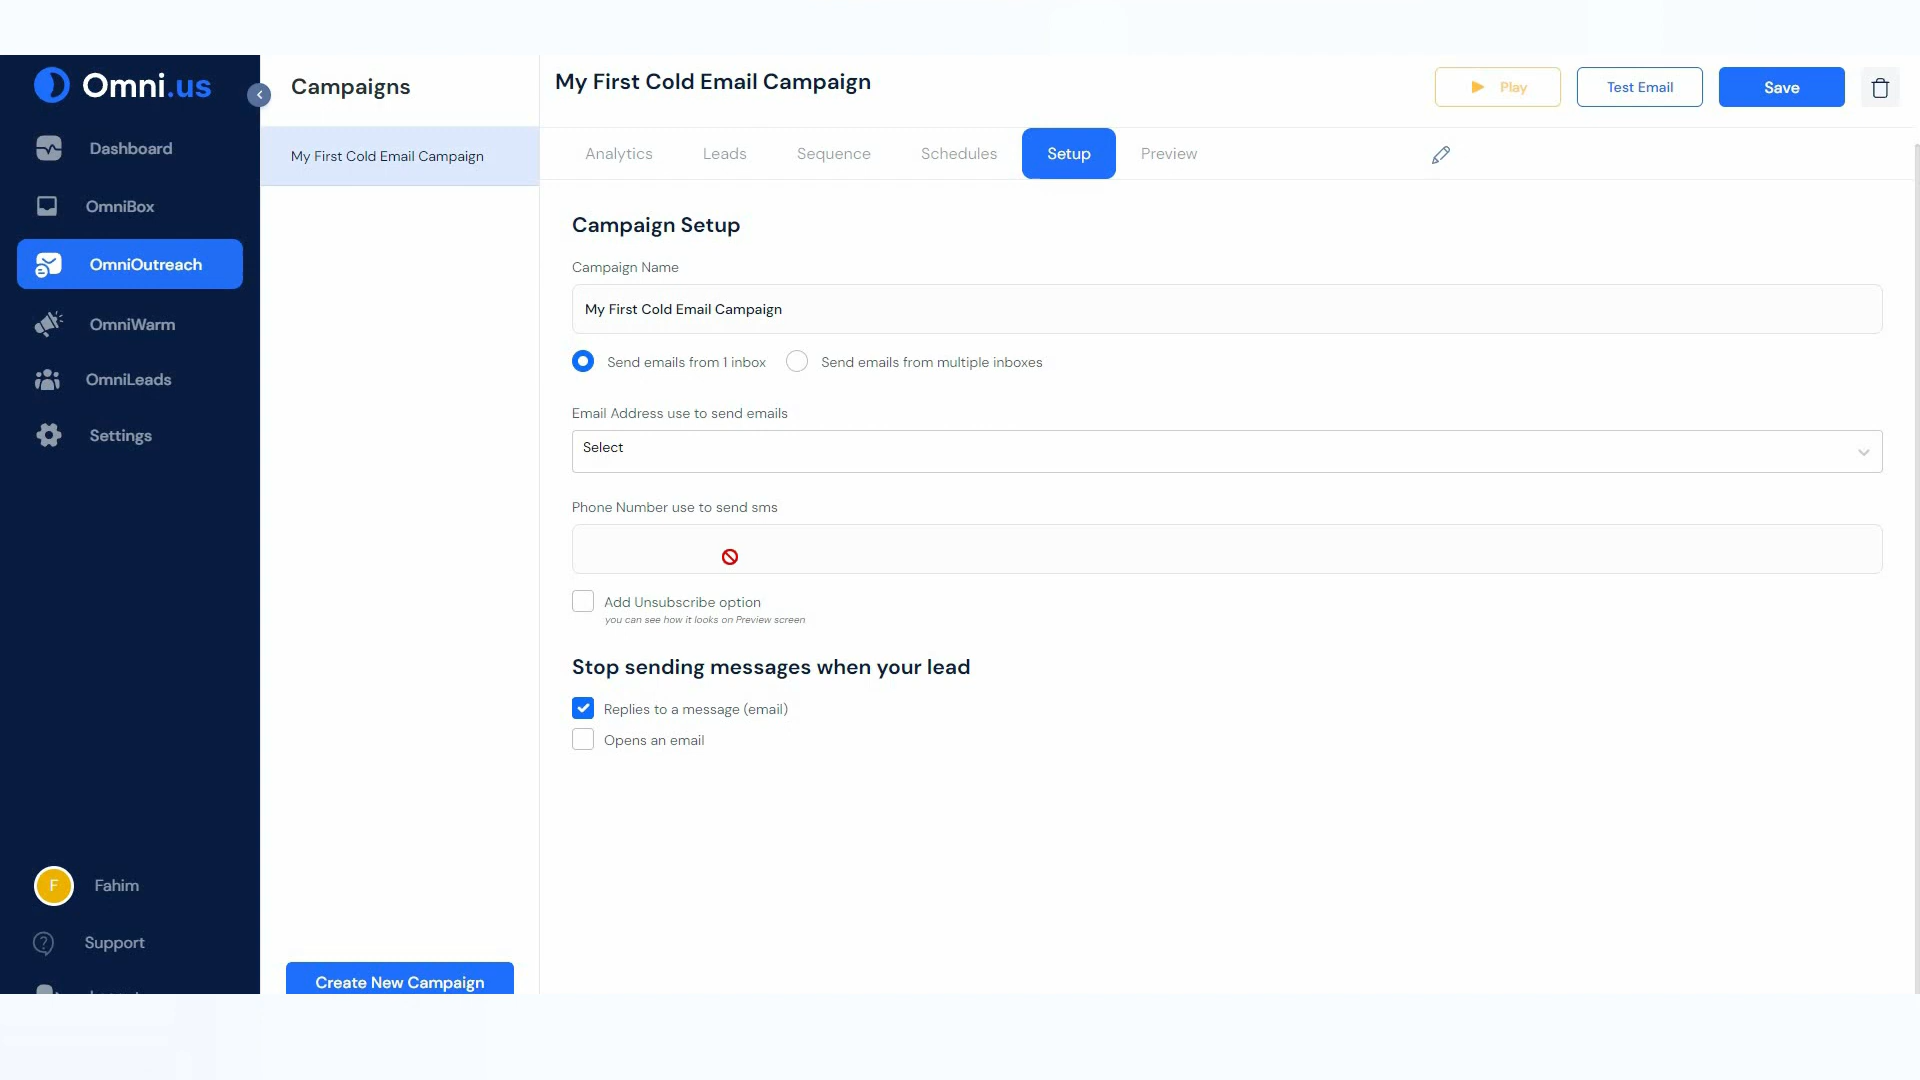 Omni.us
Dashboard
OmniBox
OmniOutreach
OmniWarm
OmniLeads
Settings
F
Fahim
Support
Campaigns
My First Cold Email Campaign
Create New Campaign
My First Cold Email Campaign
Play
Test Email
Save
Analytics
Leads
Sequence
Schedules
Setup
Preview
Campaign Setup
Campaign Name
My First Cold Email Campaign
Send emails from 1 inbox
Send emails from multiple inboxes
Email Address use to send emails
Select
Phone Number use to send sms
Add Unsubscribe option
you can see how it looks on Preview screen
Stop sending messages when your lead
Replies to a message (email)
Opens an email